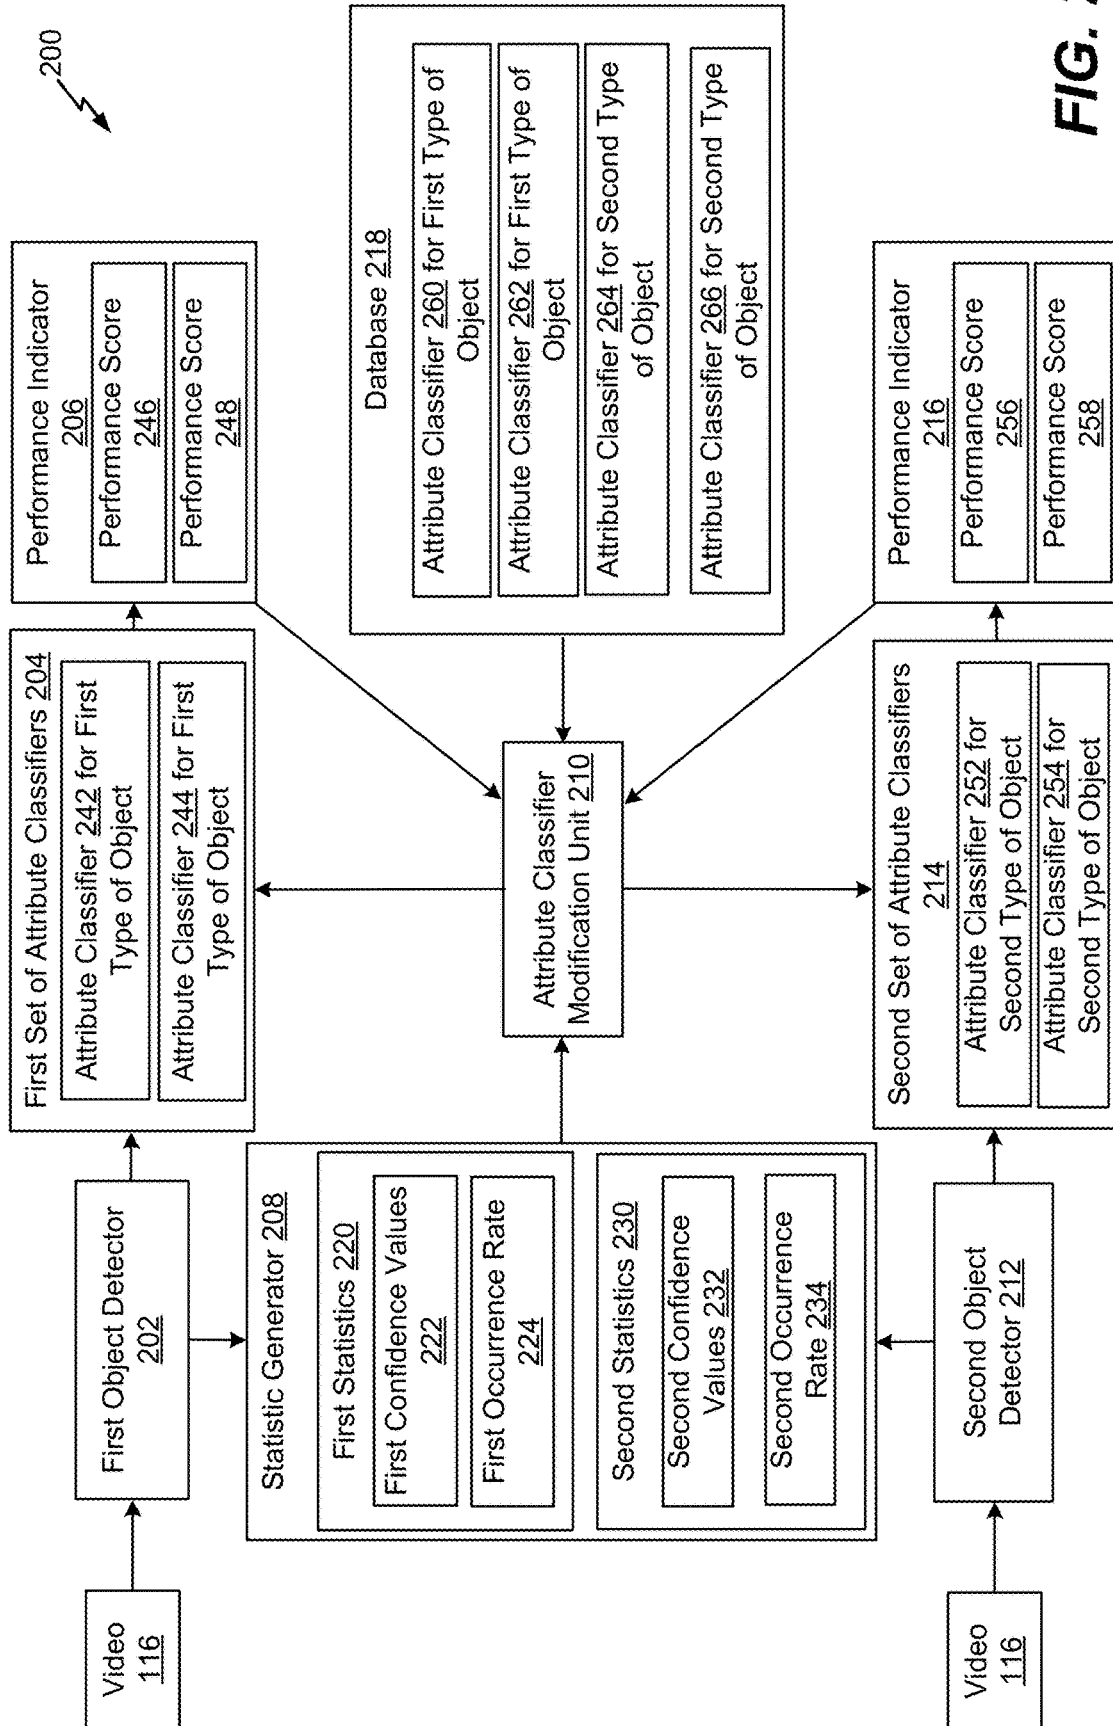 200
Video
116
First Object Detector
202
First Set of Attribute Classifiers 204
Attribute Classifier 242 for First
Type of Object
Attribute Classifier 244 for First
Type of Object
Performance Indicator
206
Performance Score
246
Performance Score
248
Statistic Generator 208
First Statistics 220
First Confidence Values
222
First Occurrence Rate
224
Second Statistics 230
Second Confidence
Values 232
Second Occurrence
Rate 234
Attribute Classifier
Modification Unit 210
Database 218
Attribute Classifier 260 for First Type of
Object
Attribute Classifier 262 for First Type of
Object
Attribute Classifier 264 for Second Type
of Object
Attribute Classifier 266 for Second Type
of Object
Video
116
Second Object
Detector 212
Second Set of Attribute Classifiers
214
Attribute Classifier 252 for
Second Type of Object
Attribute Classifier 254 for
Second Type of Object
Performance Indicator
216
Performance Score
256
Performance Score
258
FIG.